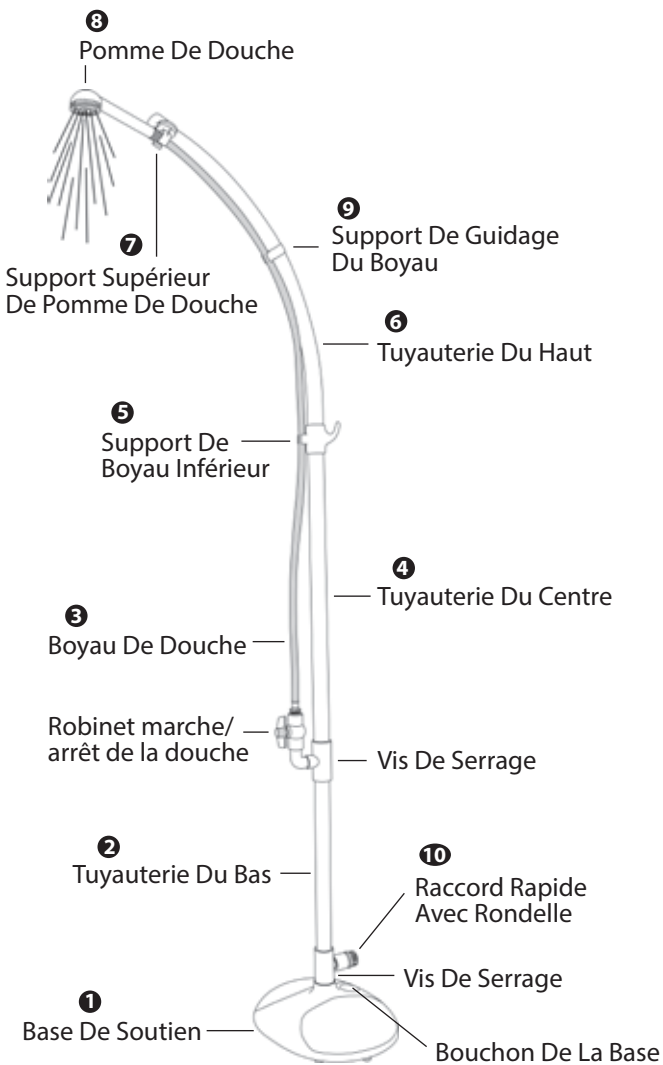 8
Pomme De Douche
9
Support De Guidage
Du Boyau
7
Support Supérieur
De Pomme De Douche
6
Tuyauterie Du Haut
5
Support De
Boyau Inférieur
4
Tuyauterie Du Centre
3
Boyau De Douche
Robinet marche/
arrêt de la douche
Vis De Serrage
2
Tuyauterie Du Bas
10
Raccord Rapide
Avec Rondelle
Vis De Serrage
1
Base De Soutien
Bouchon De La Base